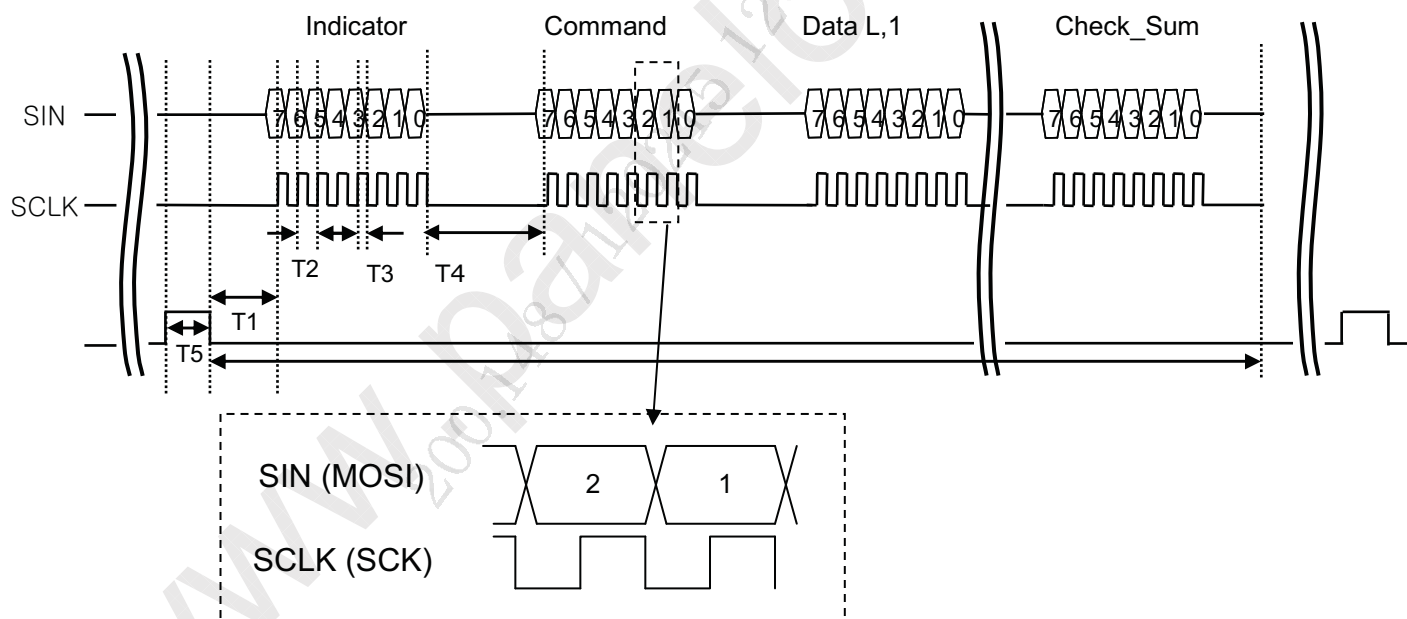 Indicator Command Data L,1 Check_Sum
SIN 7 6 5 4 3 2 1 0 7 6 5 4 3 2 1 0 7 6 5 4 3 2 1 0 7 6 5 4 3 2 1 0
SCLK
T2 T3 T4
T1
T5
SIN (MOSI) 2 1
SCLK (SCK)